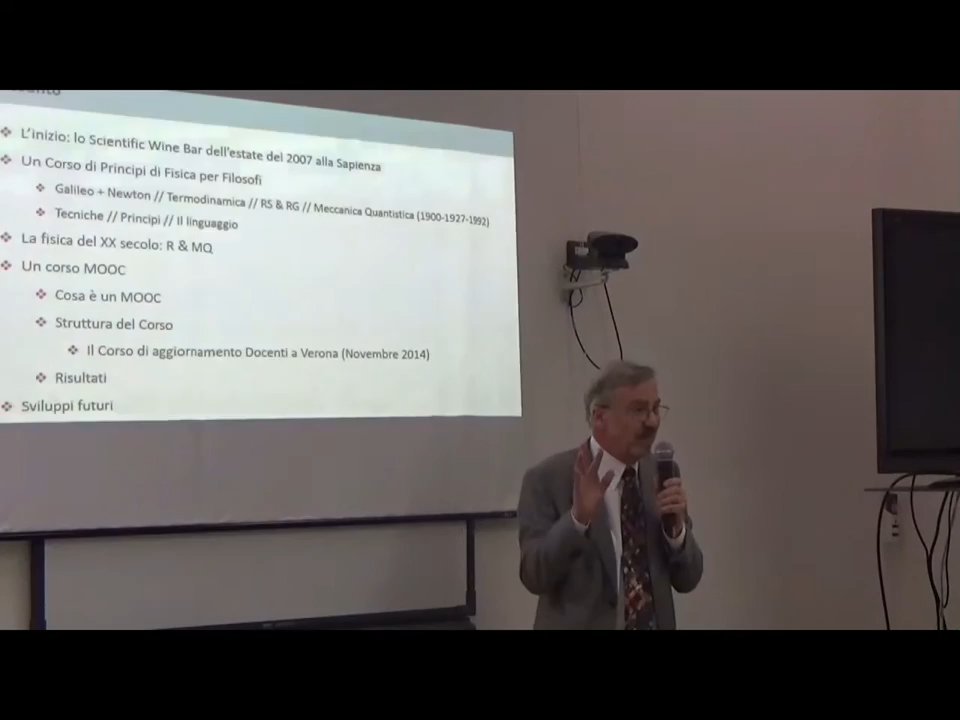 ❖ L'inizio: lo Scientific Wine Bar dell'estate del 2007 alla Sapienza
❖ Un Corso di Principi di Fisica per Filosofi
❖ Galileo + Newton // Termodinamica // RS & RG // Meccanica Quantistica (1900-1927-1992)
❖ Tecniche // Principi // Il linguaggio
❖ La fisica del XX secolo: R & MQ
❖ Un corso MOOC
❖ Cosa è un MOOC
❖ Struttura del Corso
❖ Il Corso di aggiornamento Docenti a Verona (Novembre 2014)
❖ Risultati
❖ Sviluppi futuri